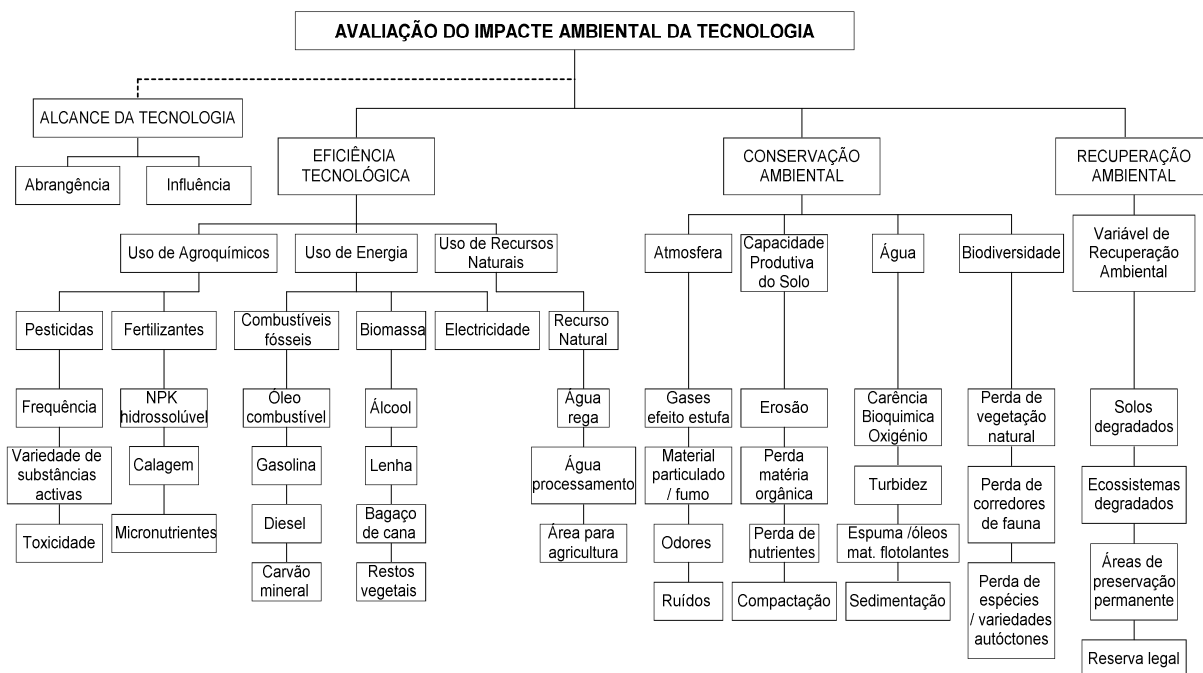 AVALIAÇÃO DO IMPACTE AMBIENTAL DA TECNOLOGIA
ALCANCE DA TECNOLOGIA
Abrangência
Influência
EFICIÊNCIA
TECNOLÓGICA
CONSERVAÇÃO
AMBIENTAL
RECUPERAÇÃO
AMBIENTAL
Uso de Agroquímicos
Uso de Energia
Uso de Recursos
Naturais
Atmosfera
Capacidade
Produtiva
do Solo
Água
Biodiversidade
Variável de
Recuperação
Ambiental
Pesticidas
Fertilizantes
Combustíveis
fósseis
Biomassa
Electricidade
Recurso
Natural
Frequência
Variedade de
substâncias
activas
Toxicidade
NPK
hidrossolúvel
Calagem
Micronutrientes
Óleo
combustível
Gasolina
Diesel
Carvão
mineral
Álcool
Lenha
Bagaço
de cana
Restos
vegetais
Água
rega
Água
processamento
Área para
agricultura
Gases
efeito estufa
Material
particulado
/ fumo
Odores
Ruídos
Erosão
Perda
matéria
orgânica
Perda de
nutrientes
Compactação
Carência
Bioquimica
Oxigénio
Turbidez
Espuma /óleos
mat. flotolantes
Sedimentação
Perda de
vegetação
natural
Perda de
corredores
de fauna
Perda de
espécies
/ variedades
autóctones
Solos
degradados
Ecossistemas
degradados
Áreas de
preservação
permanente
Reserva legal